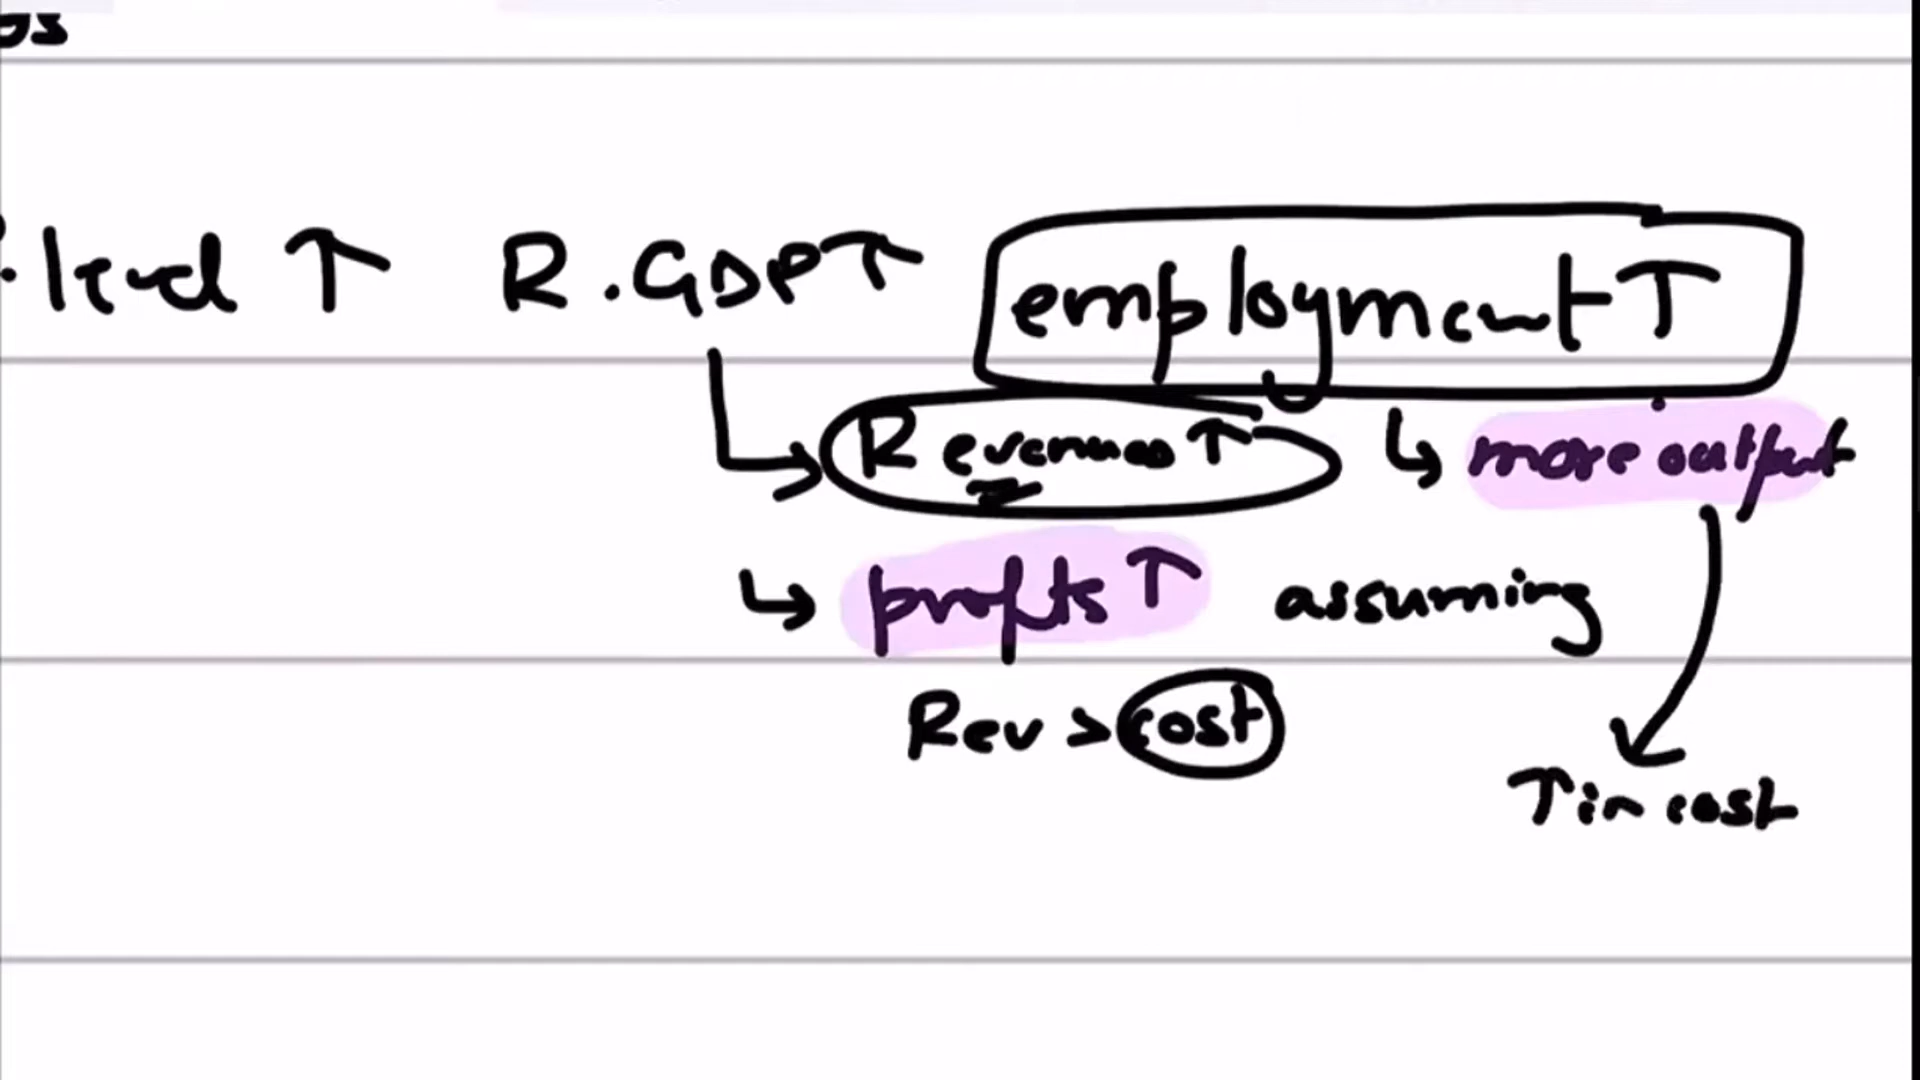 level ↑ R.GDP↑ employment↑
Revenues↑ ↳ more output
↳ profits ↑ assuming
Rev > cost
↑ in cost